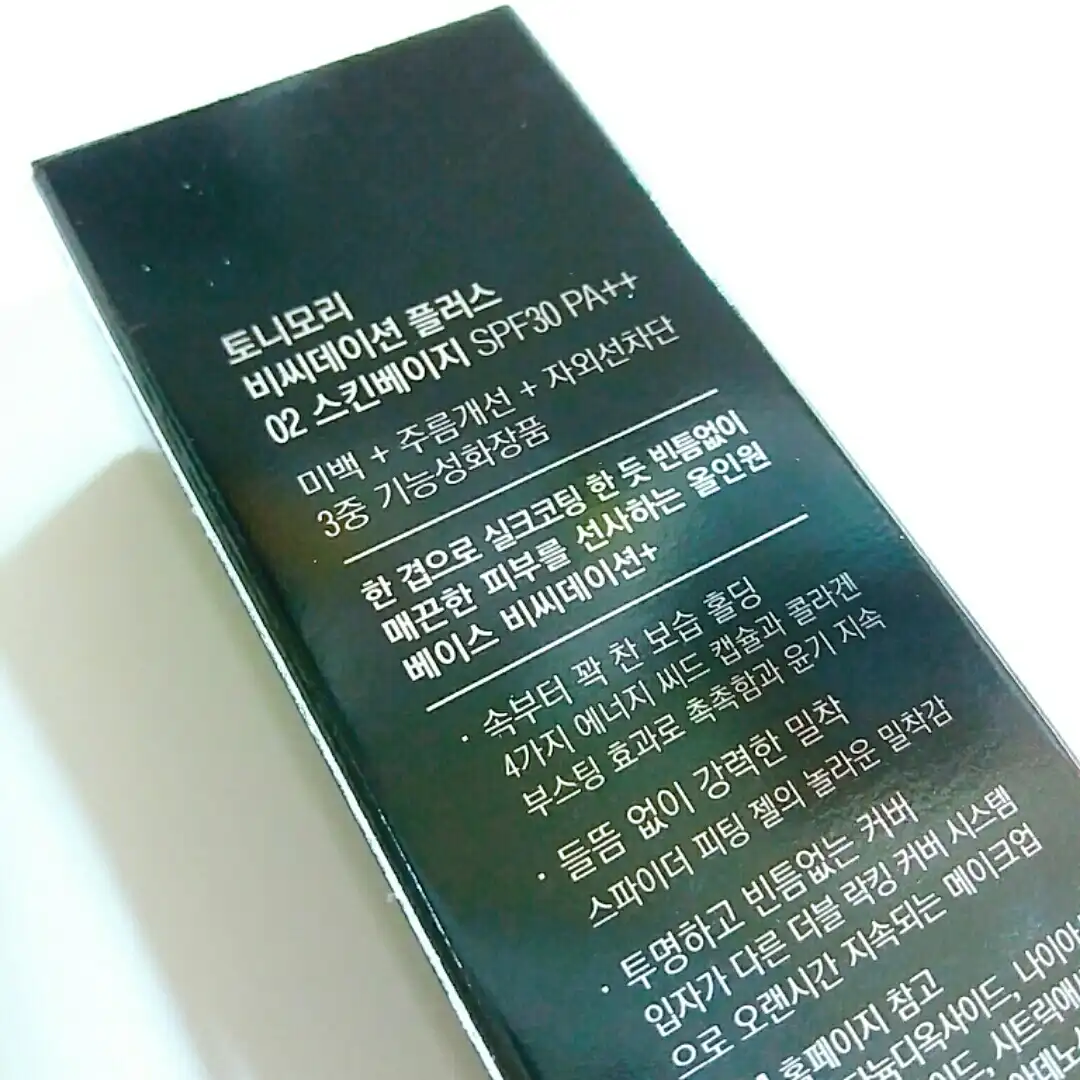 토니모리
비씨데이션 플러스
02 스킨베이지 SPF30 PA++
미백 + 주름개선 + 자외선차단
3중 기능성화장품
한 겹으로 실크코팅 한 듯 빈틈없이
매끈한 피부를 선사하는 올인원
베이스 비씨데이션+
· 속부터 꽉 찬 보습 홀딩
4가지 에너지 씨드 캡슐과 콜라겐
부스팅 효과로 촉촉함과 윤기 지속
· 들뜸 없이 강력한 밀착
스파이더 피팅 젤의 놀라운 밀착감
· 투명하고 빈틈없는 커버
입자가 다른 더블 락킹 커버 시스템
으로 오랜시간 지속되는 메이크업
홈페이지 참고